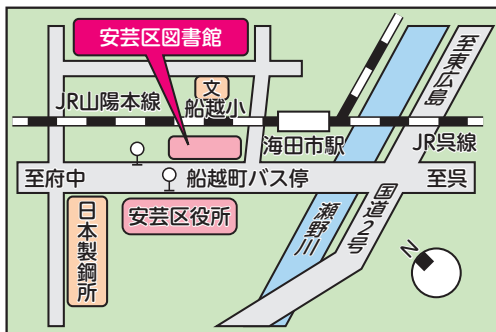 安芸区図書館
至東広島
文
船越小
JR山陽本線
海田市駅
JR呉線
至府中
船越町バス停
至呉
日本製鋼所
安芸区役所
瀬野川
国道2号
N